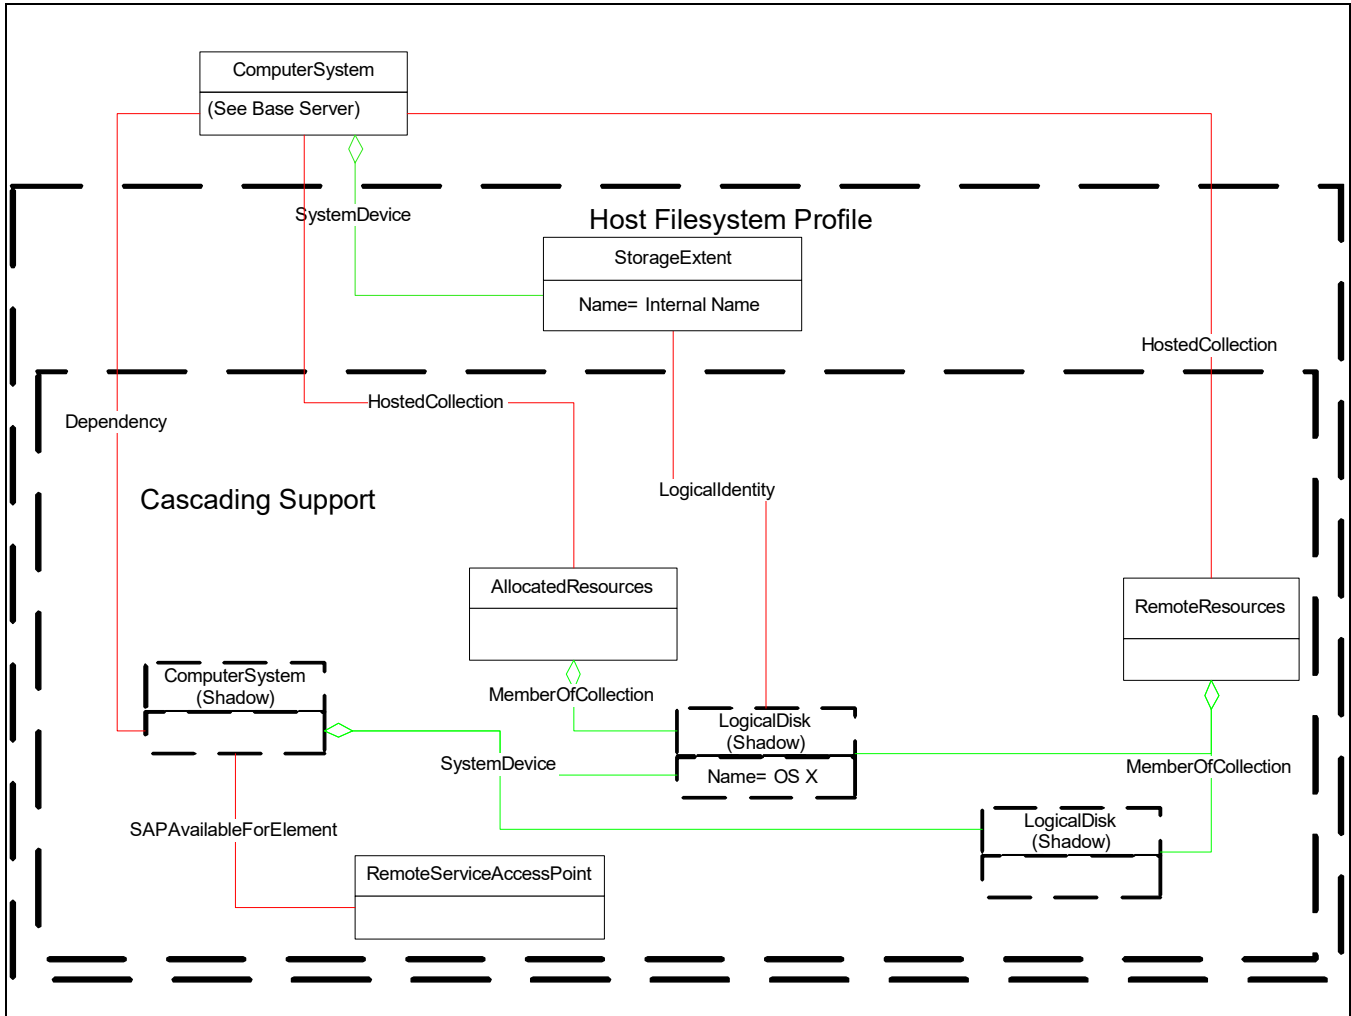 ComputerSystem
(See Base Server)
SystemDevice
Host Filesystem Profile
StorageExtent
Name= Internal Name
HostedCollection
HostedCollection
Dependency
LogicalIdentity
Cascading Support
AllocatedResources
RemoteResources
ComputerSystem
(Shadow)
MemberOfCollection
LogicalDisk
(Shadow)
Name= OS X
SystemDevice
MemberOfCollection
LogicalDisk
(Shadow)
SAPAvailableForElement
RemoteServiceAccessPoint